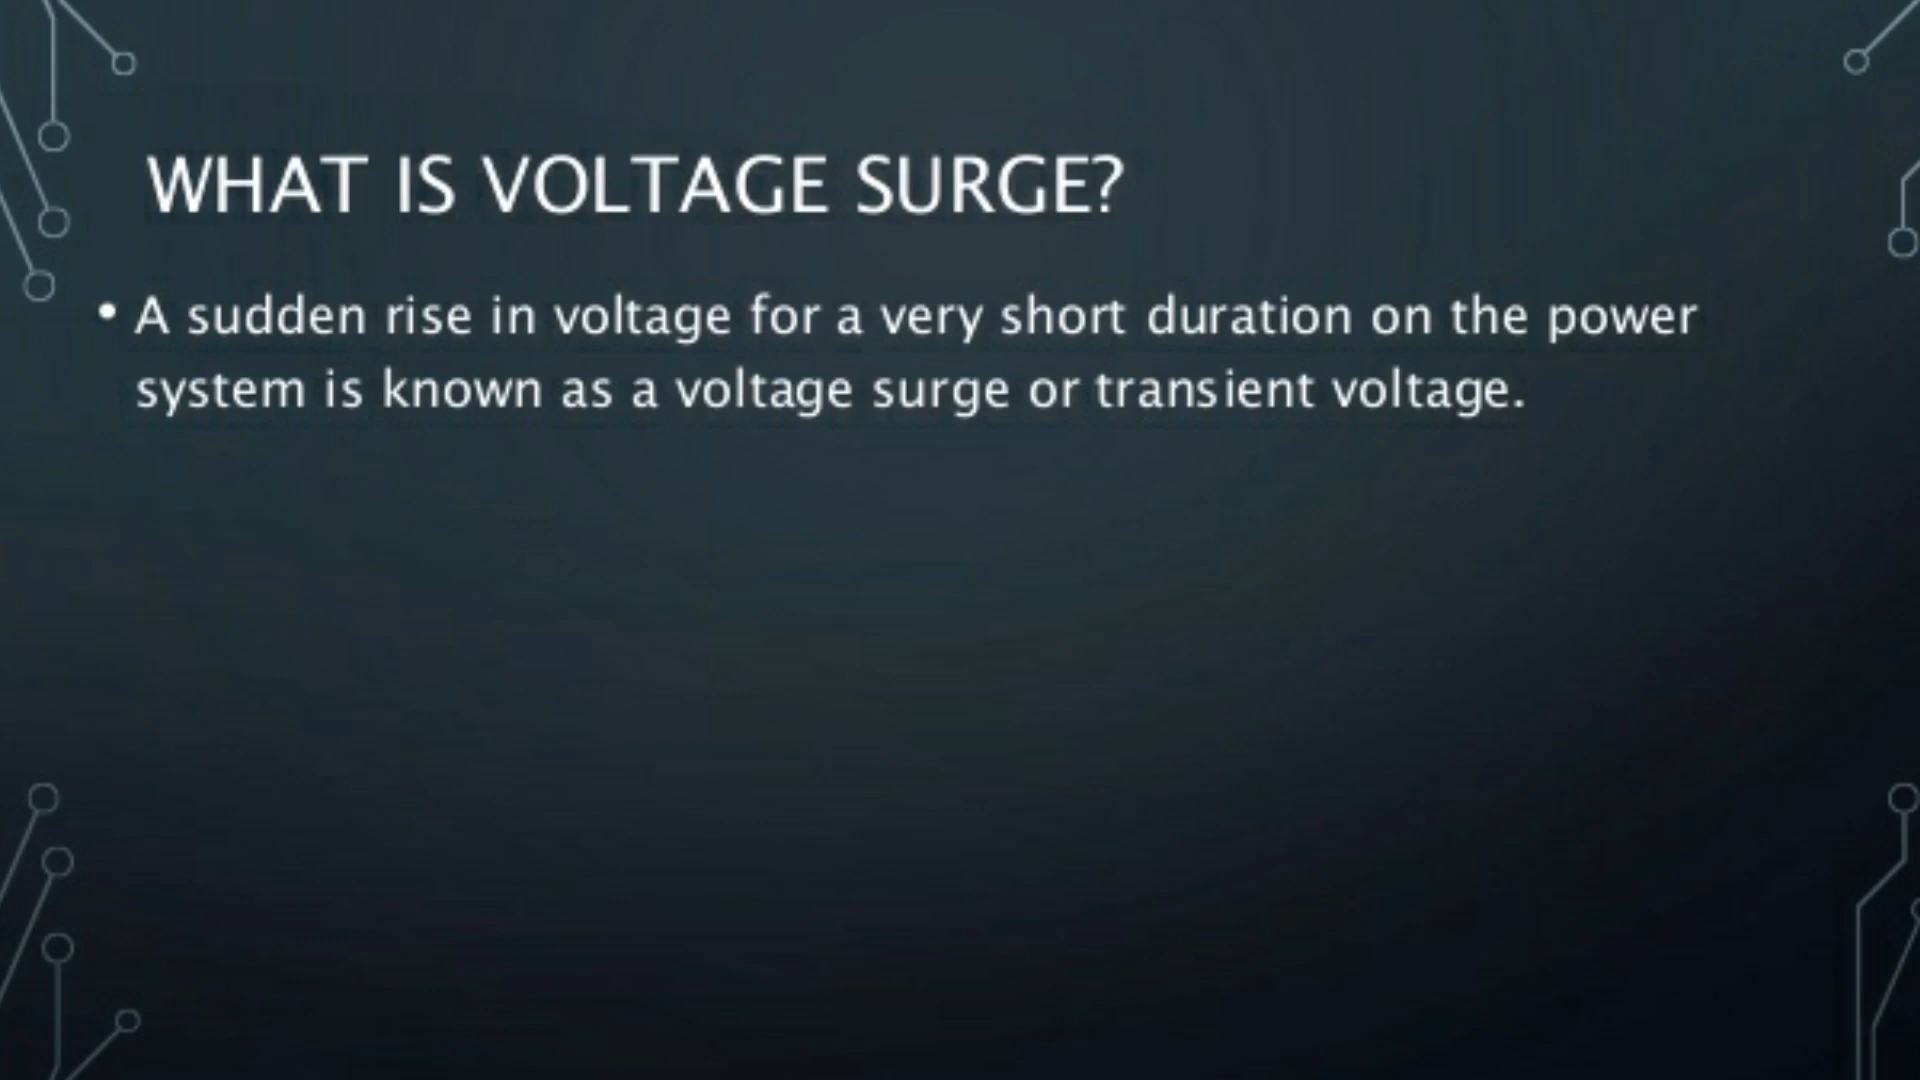 WHAT IS VOLTAGE SURGE?
• A sudden rise in voltage for a very short duration on the power
system is known as a voltage surge or transient voltage.